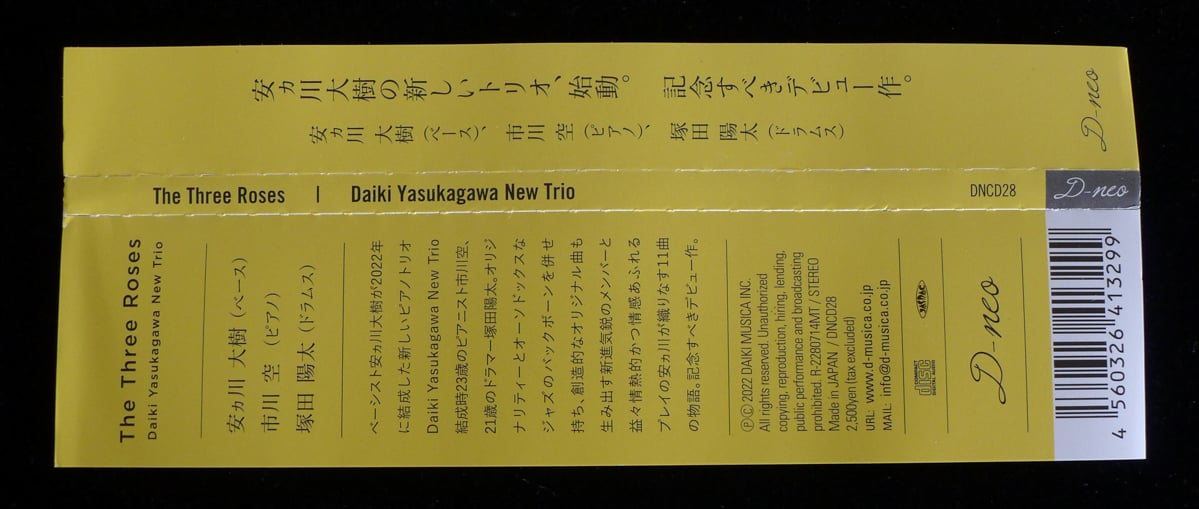 安ヵ川大樹の新しいトリオ、始動。 記念すべきデビュー作。
安ヵ川 大樹（ベース）、 市川 空（ピアノ）、 塚田 陽太（ドラムス）
D-neo
The Three Roses | Daiki Yasukagawa New Trio
DNCD28
D-neo
The Three Roses
Daiki Yasukagawa New Trio
安ヵ川 大樹（ベース）
市川 空（ピアノ）
塚田 陽太（ドラムス）
ベーシスト安ヵ川大樹が2022年
に結成した新しいピアノトリオ
Daiki Yasukagawa New Trio
結成時23歳のピアニスト市川空、
21歳のドラマー塚田陽太。オリジ
ナリティーとオーソドックスな
ジャズのバックボーンを併せ
持ち、創造的なオリジナル曲も
生み出す新進気鋭のメンバーと
益々情熱的かつ情感あふれる
プレイの安ヵ川が織りなす11曲
の物語。記念すべきデビュー作。
ⓅⒸ 2022 DAIKI MUSICA INC.
All rights reserved. Unauthorized
copying, reproduction, hiring, lending,
public performance and broadcasting
prohibited. R-2280714MT / STEREO
Made in JAPAN / DNCD28
2,500yen (tax excluded)
URL: www.d-musica.co.jp
MAIL: info@d-musica.co.jp
COMPACT
disc
DIGITAL AUDIO
D-neo
4 560326 413299